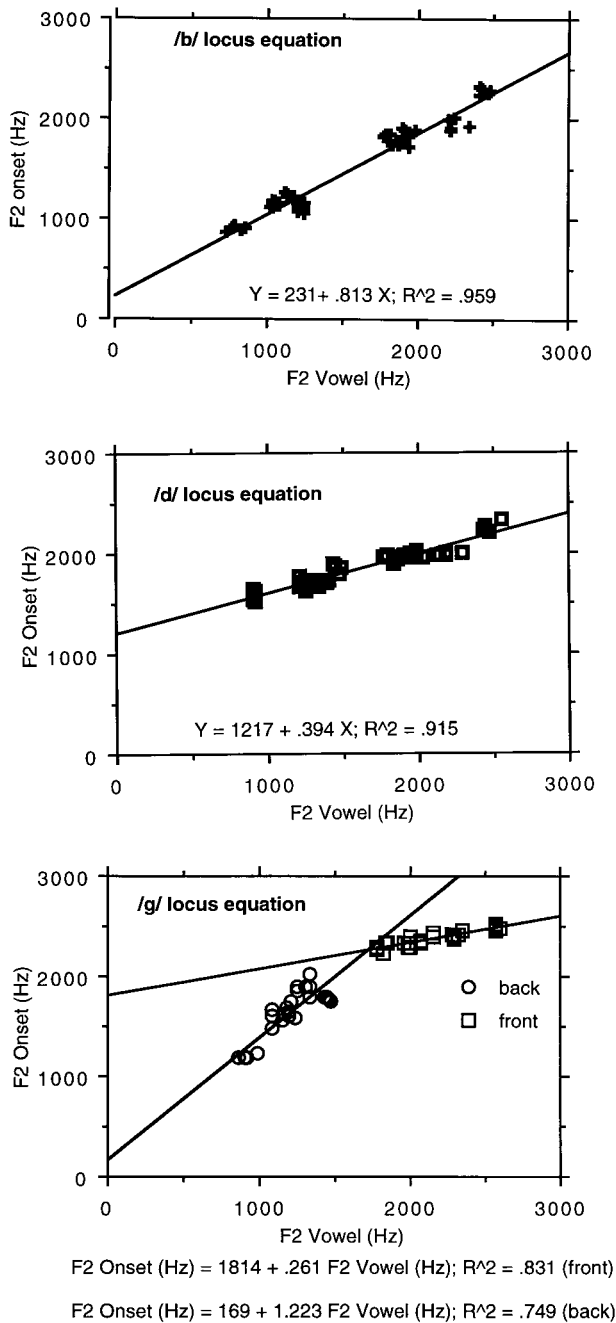 /b/ locus equation
3000
2000
1000
0
F2 onset (Hz)
Y = 231+ .813 X; R^2 = .959
0 1000 2000 3000
F2 Vowel (Hz)
/d/ locus equation
3000
2000
1000
0
F2 Onset (Hz)
Y = 1217 + .394 X; R^2 = .915
0 1000 2000 3000
F2 Vowel (Hz)
/g/ locus equation
3000
2000
1000
0
F2 Onset (Hz)
back
front
0 1000 2000 3000
F2 Vowel (Hz)
F2 Onset (Hz) = 1814 + .261 F2 Vowel (Hz); R^2 = .831 (front)
F2 Onset (Hz) = 169 + 1.223 F2 Vowel (Hz); R^2 = .749 (back)